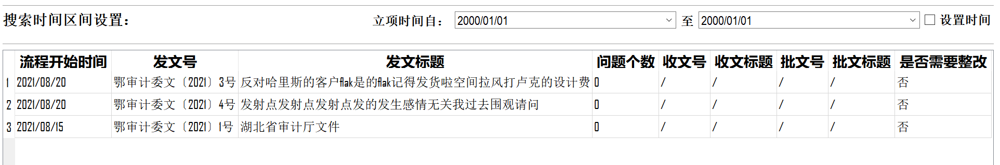 搜索时间区间设置： 立项时间自： 2000/01/01 至 2000/01/01 设置时间
流程开始时间 发文号 发文标题 问题个数 收文号 收文标题 批文号 批文标题 是否需要整改
1 2021/08/20 鄂审计委文〔2021〕3号 反对哈里斯的客户flak是的flak记得发货啦空间拉风打卢克的设计费 0 / / / / 否
2 2021/08/20 鄂审计委文〔2021〕4号 发射点发射点发射点发的发生感情无关我过去围观请问 0 / / / / 否
3 2021/08/15 鄂审计委文〔2021〕1号 湖北省审计厅文件 0 / / / / 否